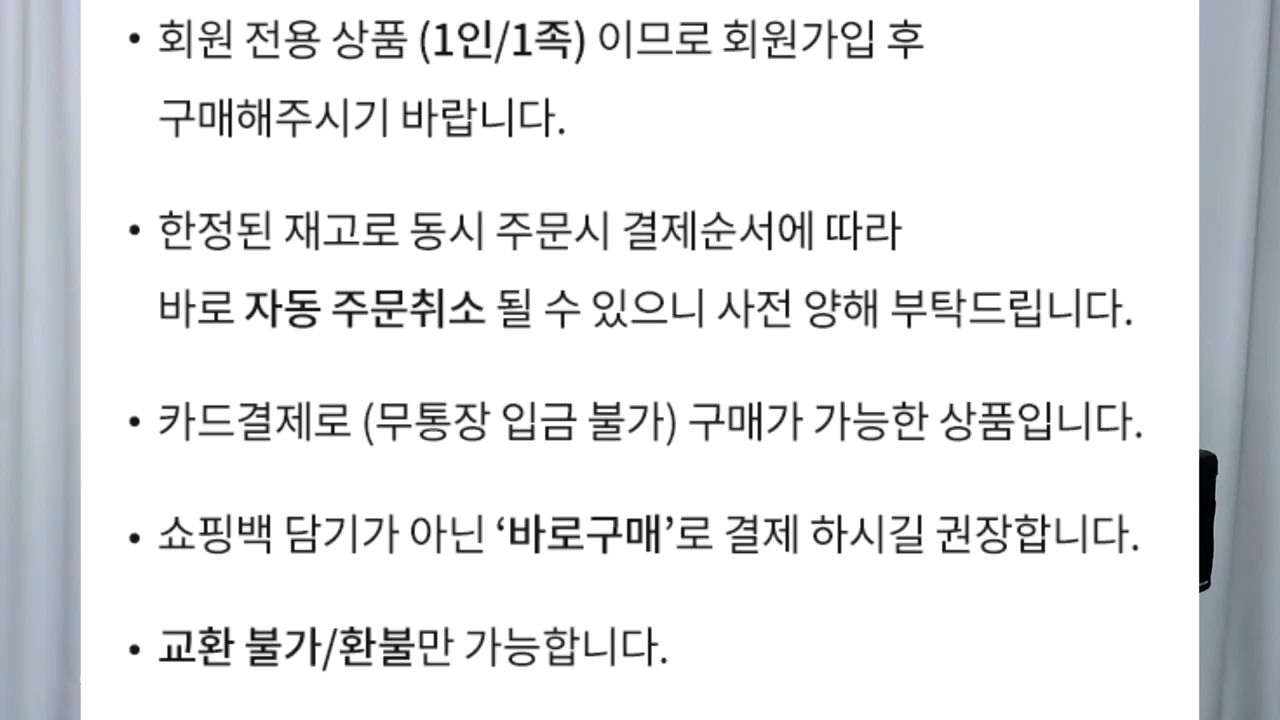 • 회원 전용 상품 (1인/1족) 이므로 회원가입 후
구매해주시기 바랍니다.
• 한정된 재고로 동시 주문시 결제순서에 따라
바로 자동 주문취소 될 수 있으니 사전 양해 부탁드립니다.
• 카드결제로 (무통장 입금 불가) 구매가 가능한 상품입니다.
• 쇼핑백 담기가 아닌 ‘바로구매’로 결제 하시길 권장합니다.
• 교환 불가/환불만 가능합니다.